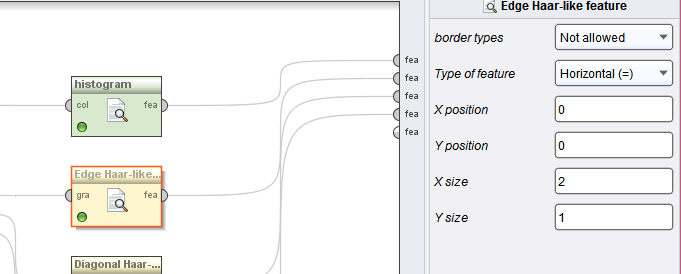 Edge Haar-like feature
border types
Not allowed
Type of feature
Horizontal (=)
X position
0
Y position
0
X size
2
Y size
1
histogram
col
fea
Edge Haar-like...
gra
fea
Diagonal Haar-...
fea
fea
fea
fea
fea